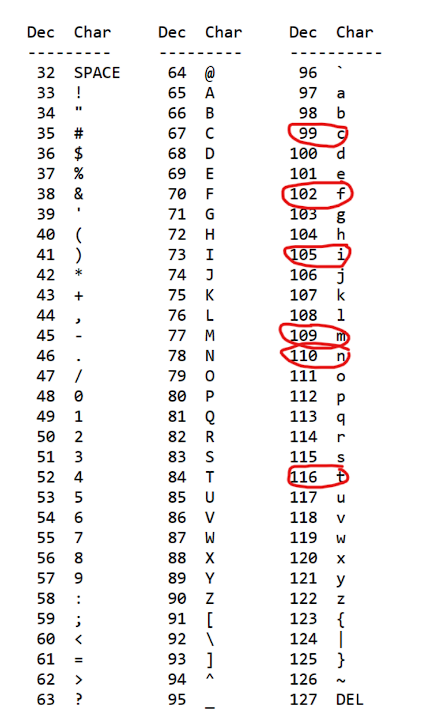 Dec Char Dec Char Dec Char
--------- --------- ----------
32 SPACE 64 @ 96 `
33 ! 65 A 97 a
34 " 66 B 98 b
35 # 67 C 99 c
36 $ 68 D 100 d
37 % 69 E 101 e
38 & 70 F 102 f
39 ' 71 G 103 g
40 ( 72 H 104 h
41 ) 73 I 105 i
42 * 74 J 106 j
43 + 75 K 107 k
44 , 76 L 108 l
45 - 77 M 109 m
46 . 78 N 110 n
47 / 79 O 111 o
48 0 80 P 112 p
49 1 81 Q 113 q
50 2 82 R 114 r
51 3 83 S 115 s
52 4 84 T 116 t
53 5 85 U 117 u
54 6 86 V 118 v
55 7 87 W 119 w
56 8 88 X 120 x
57 9 89 Y 121 y
58 : 90 Z 122 z
59 ; 91 [ 123 {
60 < 92 \ 124 |
61 = 93 ] 125 }
62 > 94 ^ 126 ~
63 ? 95 _ 127 DEL